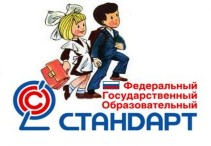 Федеральный
Государственный
Образовательный
СТАНДАРТ